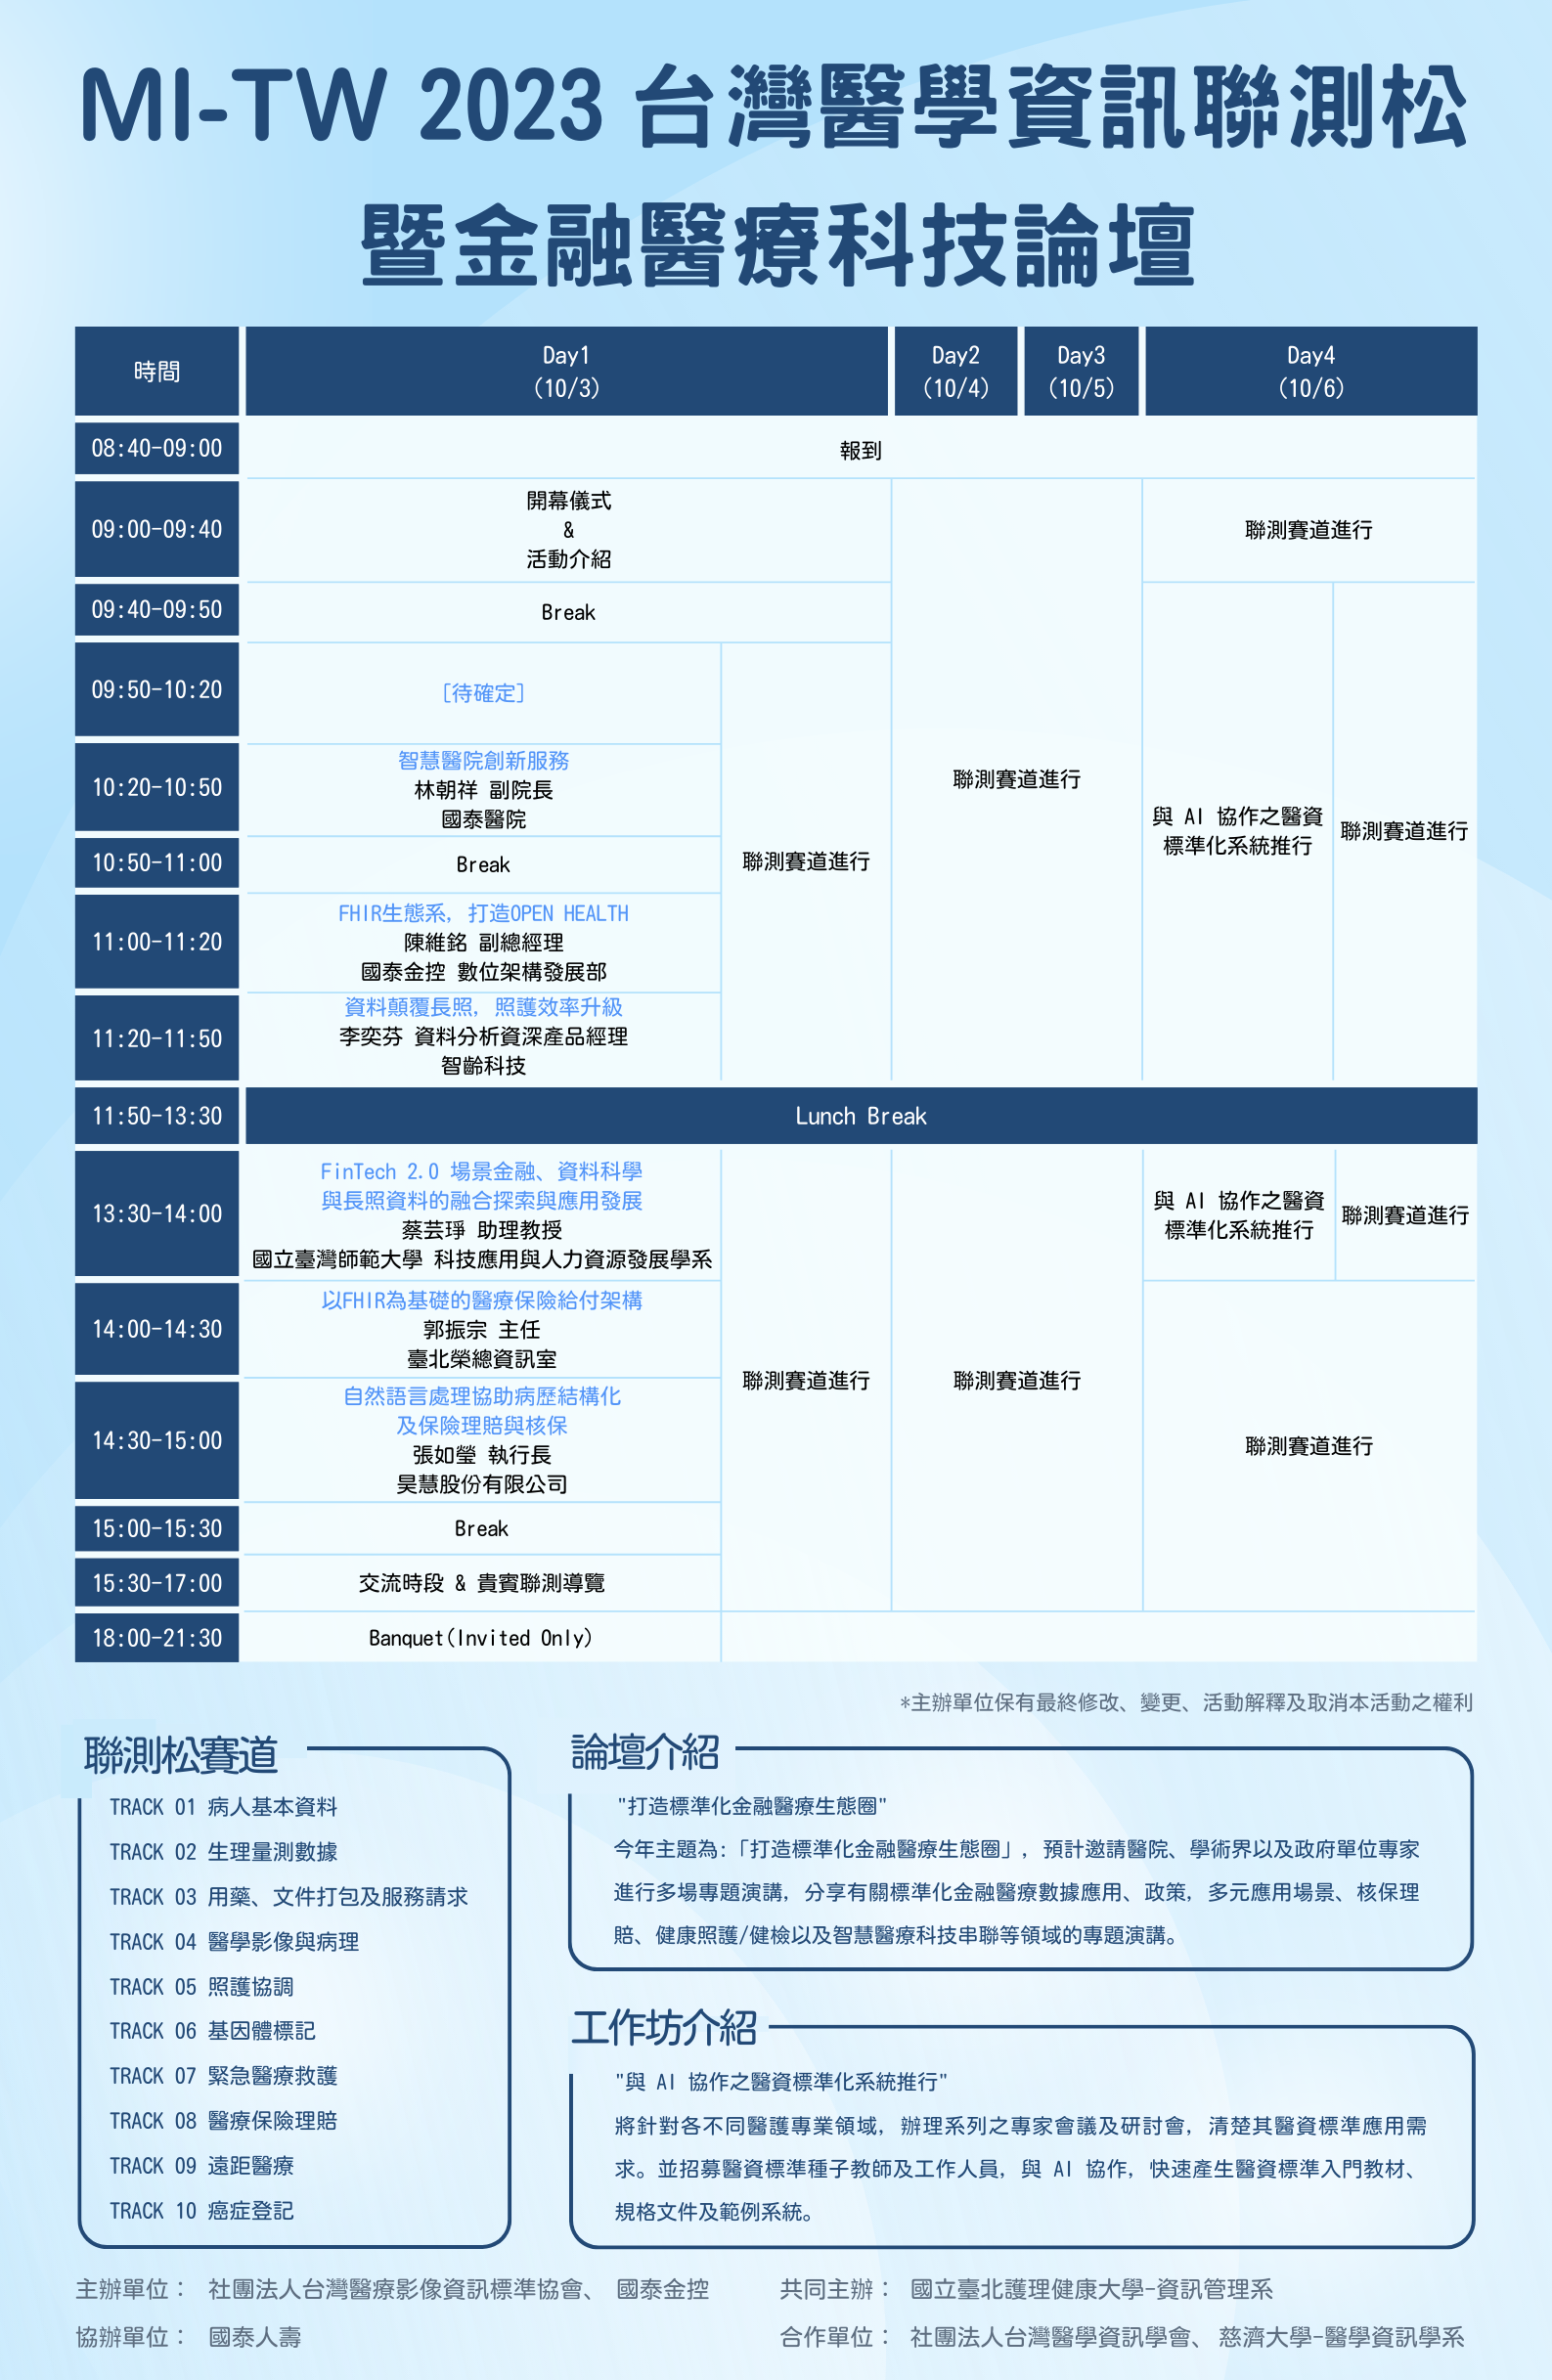 MI-TW 2023 台灣醫學資訊聯測松
暨金融醫療科技論壇
時間
Day1
(10/3)
Day2
(10/4)
Day3
(10/5)
Day4
(10/6)
08:40-09:00
報到
09:00-09:40
開幕儀式
&
活動介紹
聯測賽道進行
09:40-09:50
Break
09:50-10:20
[待確定]
10:20-10:50
智慧醫院創新服務
林朝祥 副院長
國泰醫院
聯測賽道進行
與 AI 協作之醫資
標準化系統推行
聯測賽道進行
10:50-11:00
Break
聯測賽道進行
11:00-11:20
FHIR生態系, 打造OPEN HEALTH
陳維銘 副總經理
國泰金控 數位架構發展部
11:20-11:50
資料顛覆長照, 照護效率升級
李奕芬 資料分析資深產品經理
智齡科技
11:50-13:30
Lunch Break
13:30-14:00
FinTech 2.0 場景金融、資料科學
與長照資料的融合探索與應用發展
蔡芸琤 助理教授
國立臺灣師範大學 科技應用與人力資源發展學系
與 AI 協作之醫資
標準化系統推行
聯測賽道進行
14:00-14:30
以FHIR為基礎的醫療保險給付架構
郭振宗 主任
臺北榮總資訊室
聯測賽道進行
聯測賽道進行
14:30-15:00
自然語言處理協助病歷結構化
及保險理賠與核保
張如瑩 執行長
昊慧股份有限公司
聯測賽道進行
15:00-15:30
Break
15:30-17:00
交流時段 & 貴賓聯測導覽
18:00-21:30
Banquet(Invited Only)
*主辦單位保有最終修改、變更、活動解釋及取消本活動之權利
聯測松賽道
TRACK 01 病人基本資料
TRACK 02 生理量測數據
TRACK 03 用藥、文件打包及服務請求
TRACK 04 醫學影像與病理
TRACK 05 照護協調
TRACK 06 基因體標記
TRACK 07 緊急醫療救護
TRACK 08 醫療保險理賠
TRACK 09 遠距醫療
TRACK 10 癌症登記
論壇介紹
"打造標準化金融醫療生態圈"
今年主題為:「打造標準化金融醫療生態圈」, 預計邀請醫院、學術界以及政府單位專家
進行多場專題演講, 分享有關標準化金融醫療數據應用、政策, 多元應用場景、核保理
賠、健康照護/健檢以及智慧醫療科技串聯等領域的專題演講。
工作坊介紹
"與 AI 協作之醫資標準化系統推行"
將針對各不同醫護專業領域, 辦理系列之專家會議及研討會, 清楚其醫資標準應用需
求。並招募醫資標準種子教師及工作人員, 與 AI 協作, 快速產生醫資標準入門教材、
規格文件及範例系統。
主辦單位： 社團法人台灣醫療影像資訊標準協會、 國泰金控
共同主辦： 國立臺北護理健康大學-資訊管理系
協辦單位： 國泰人壽
合作單位： 社團法人台灣醫學資訊學會、慈濟大學-醫學資訊學系